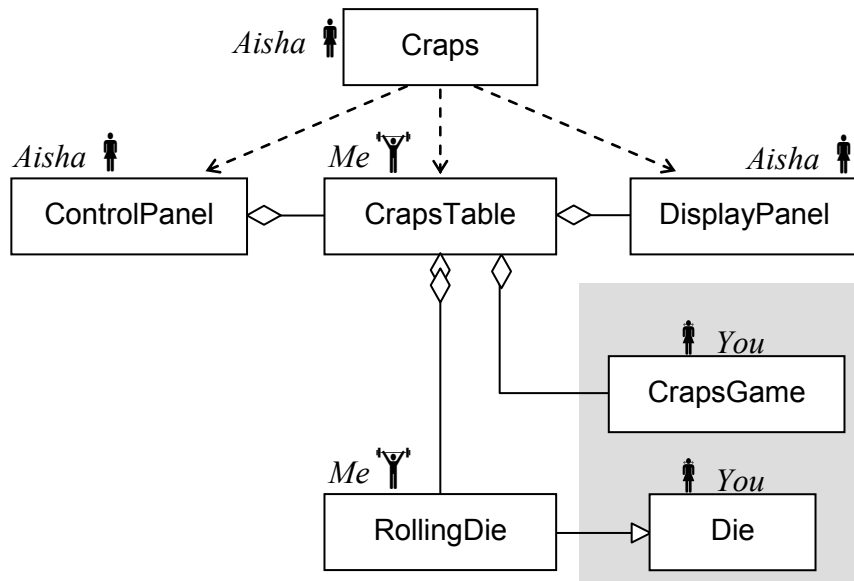 Aisha
Craps
Aisha
Me
Aisha
ControlPanel
CrapsTable
DisplayPanel
You
CrapsGame
Me
You
RollingDie
Die